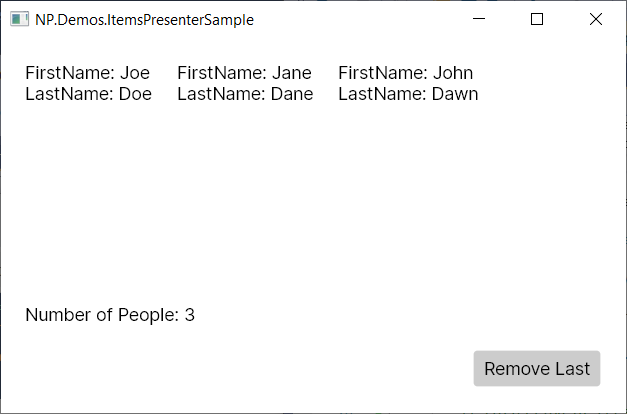 NP.Demos.ItemsPresenterSample
FirstName: Joe FirstName: Jane FirstName: John
LastName: Doe LastName: Dane LastName: Dawn
Number of People: 3
Remove Last